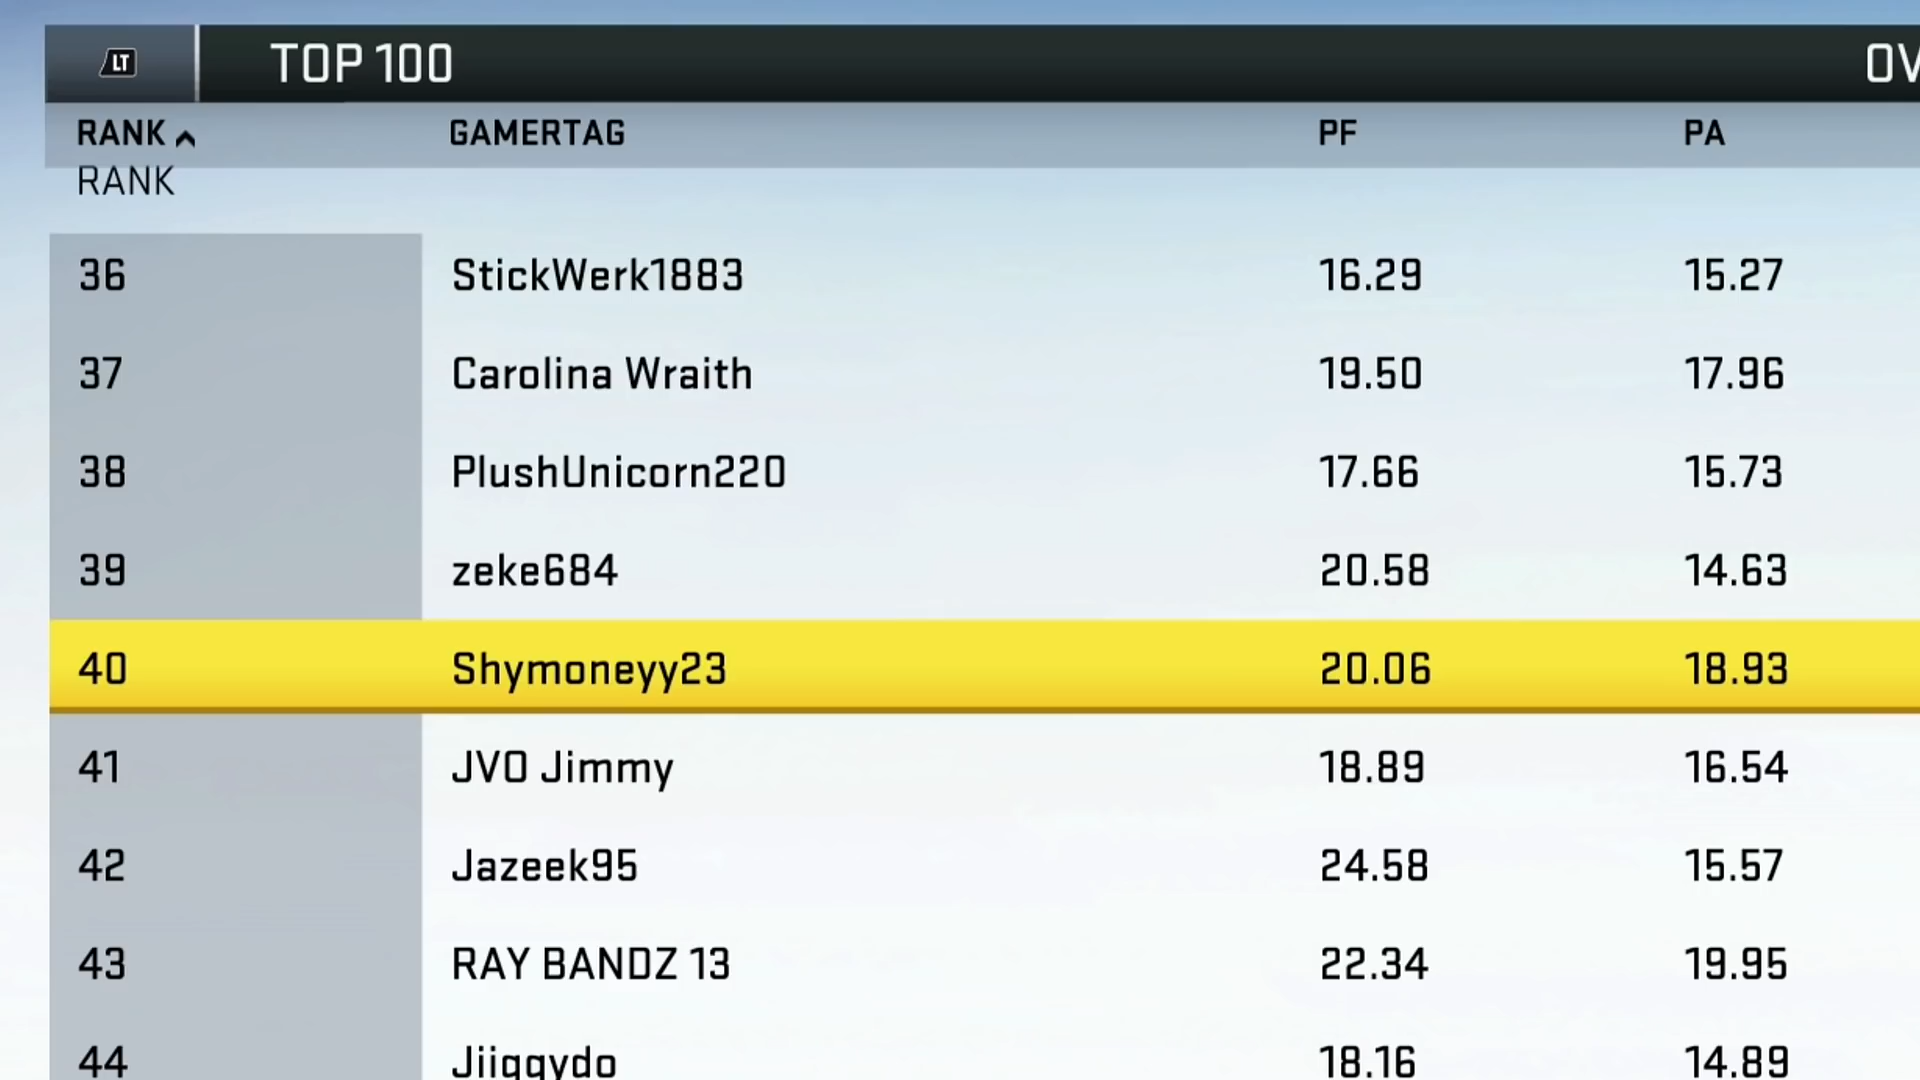 LT TOP 100 OV
RANK GAMERTAG PF PA
RANK
36 StickWerk1883 16.29 15.27
37 Carolina Wraith 19.50 17.96
38 PlushUnicorn220 17.66 15.73
39 zeke684 20.58 14.63
40 Shymoneyy23 20.06 18.93
41 JVO Jimmy 18.89 16.54
42 Jazeek95 24.58 15.57
43 RAY BANDZ 13 22.34 19.95
44 Jiiggydo 18.16 14.89